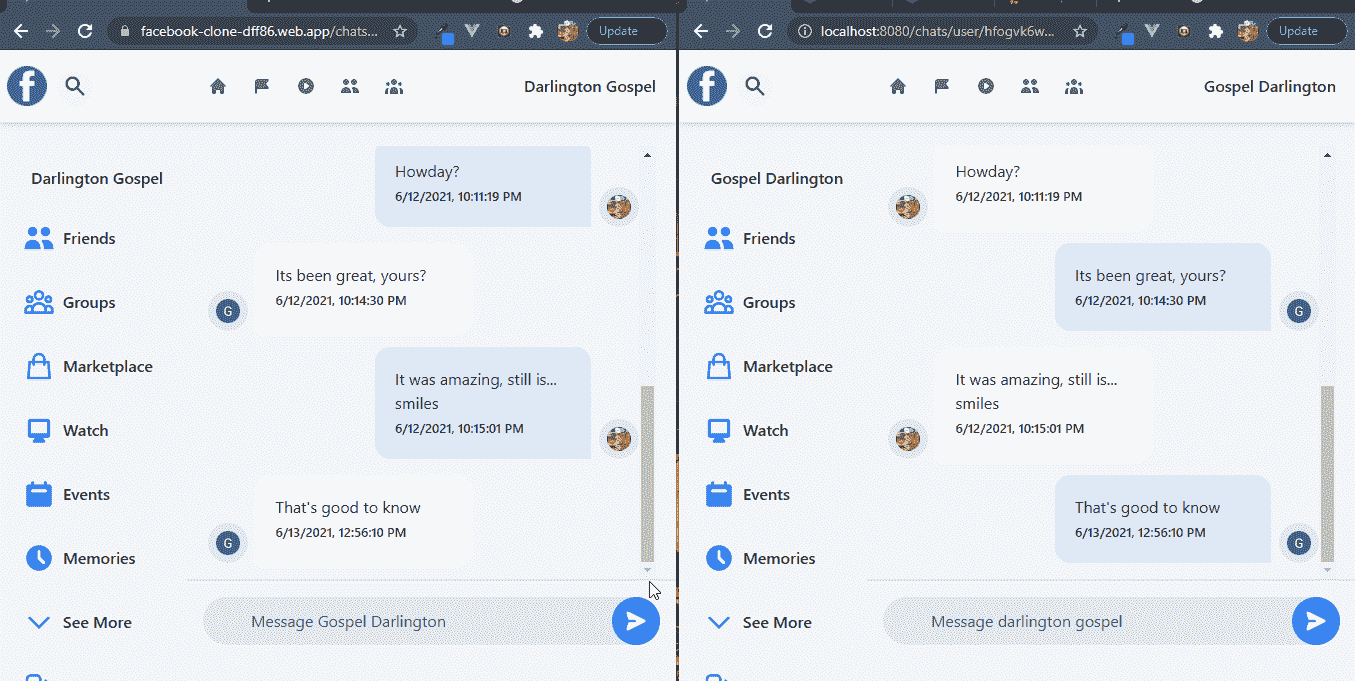 facebook-clone-dff86.web.app/chats...
Update
f
Darlington Gospel
Darlington Gospel
Friends
Groups
Marketplace
Watch
Events
Memories
See More
Howday?
6/12/2021, 10:11:19 PM
Its been great, yours?
6/12/2021, 10:14:30 PM
G
It was amazing, still is...
smiles
6/12/2021, 10:15:01 PM
That's good to know
6/13/2021, 12:56:10 PM
G
Message Gospel Darlington
localhost:8080/chats/user/hfogvk6w...
Update
f
Gospel Darlington
Gospel Darlington
Friends
Groups
Marketplace
Watch
Events
Memories
See More
Howday?
6/12/2021, 10:11:19 PM
Its been great, yours?
6/12/2021, 10:14:30 PM
G
It was amazing, still is...
smiles
6/12/2021, 10:15:01 PM
That's good to know
6/13/2021, 12:56:10 PM
G
Message darlington gospel